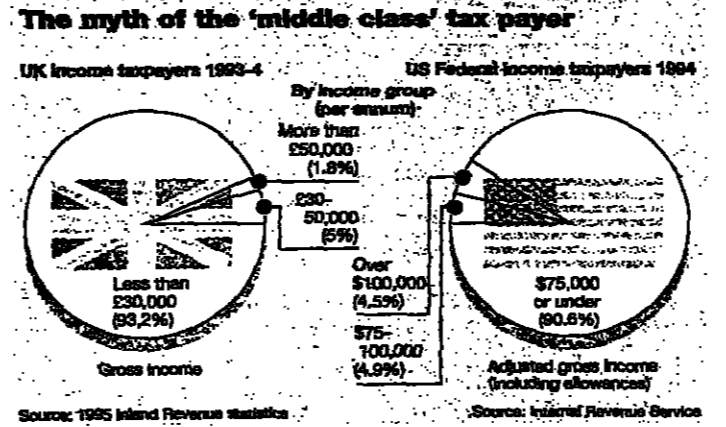 The myth of the 'middle class' tax payer
UK income taxpayers 1993-4
US Federal income taxpayers 1994
By income group
(per annum)
More than
£50,000
(1.8%)
£30-
50,000
(5%)
Less than
£30,000
(93,2%)
Gross income
Over
$100,000
(4.5%)
$75-
100,000
(4.9%)
$75,000
or under
(90.6%)
Adjusted gross income
(including allowances)
Source: 1995 Inland Revenue statistics
Source: Internal Revenue Service